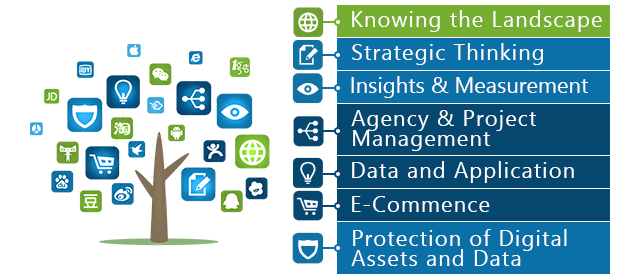 Knowing the Landscape
Strategic Thinking
Insights & Measurement
Agency & Project
Management
Data and Application
E-Commence
Protection of Digital
Assets and Data
JD
豆